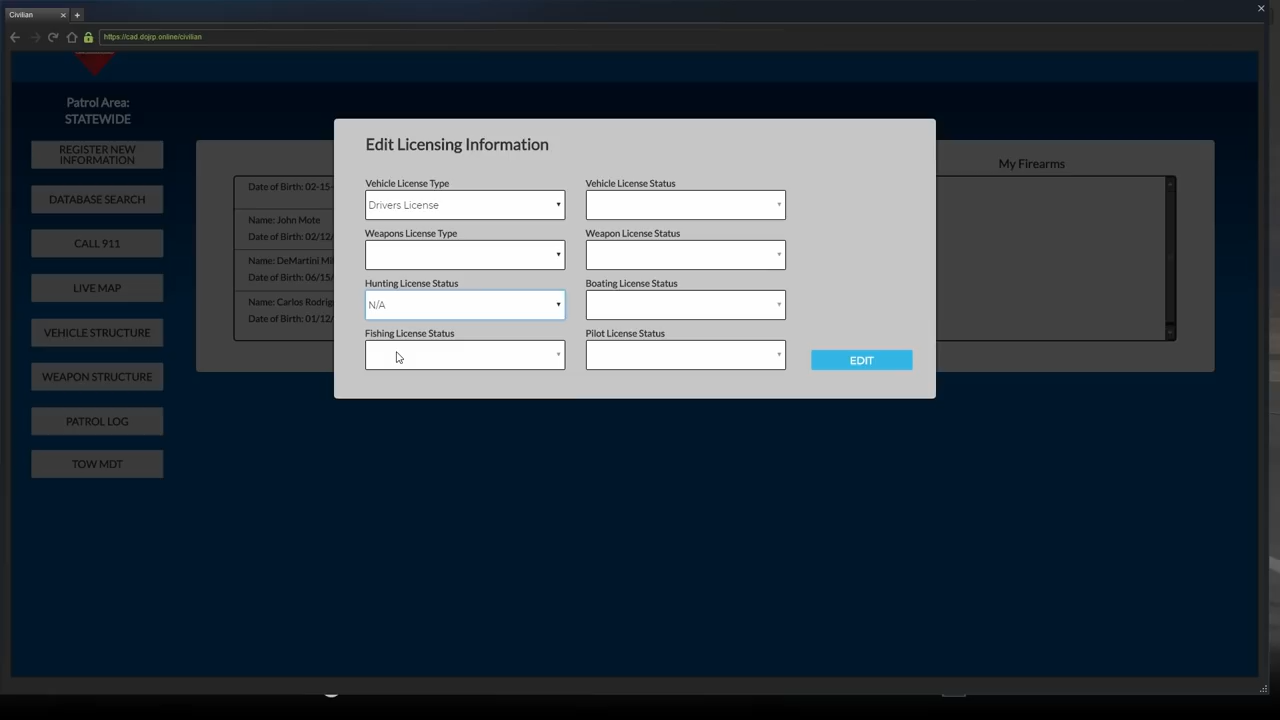 Civilian
https://cad.dojrp.online/civilian
Patrol Area:
STATEWIDE
REGISTER NEW
INFORMATION
DATABASE SEARCH
CALL 911
LIVE MAP
VEHICLE STRUCTURE
WEAPON STRUCTURE
PATROL LOG
TOW MDT
Date of Birth: 02-15-
Name: John Mote
Date of Birth: 02/12/
Name: DeMartini Mi
Date of Birth: 06/15/
Name: Carlos Rodrig
Date of Birth: 01/12/
Edit Licensing Information
Vehicle License Type
Vehicle License Status
Drivers License
Weapons License Type
Weapon License Status
Hunting License Status
Boating License Status
N/A
Fishing License Status
Pilot License Status
EDIT
My Firearms